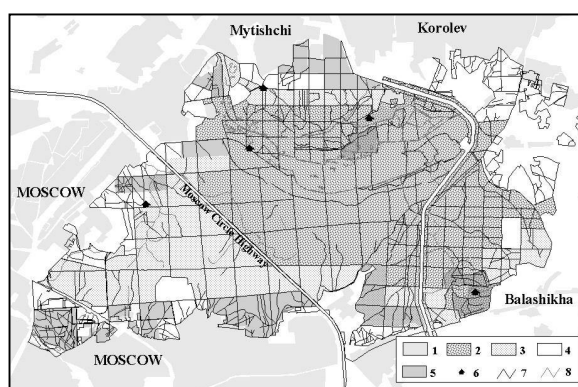 Mytishchi
Korolev
MOSCOW
Moscow Circle Highway
Balashikha
MOSCOW
1 2 3 4
5 6 7 8